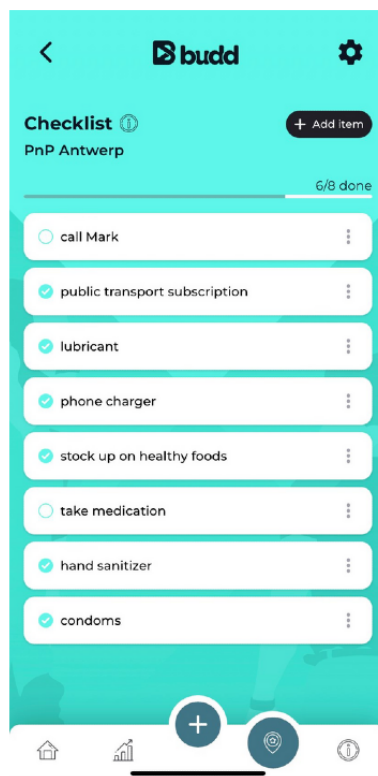 budd
Checklist
+ Add item
PnP Antwerp
6/8 done
call Mark
public transport subscription
lubricant
phone charger
stock up on healthy foods
take medication
hand sanitizer
condoms